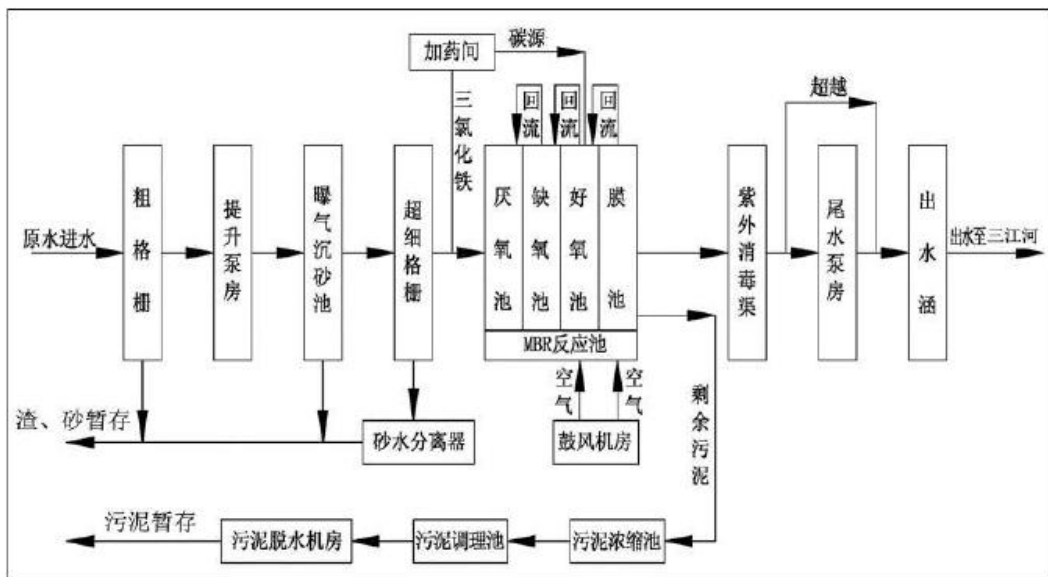 加药间
碳源
三氯化铁
回流
回流
回流
超越
原水进水
粗格栅
提升泵房
曝气沉砂池
超细格栅
厌氧池
缺氧池
好氧池
膜池
MBR反应池
紫外消毒渠
尾水泵房
出水涵
出水至三江河
空气
空气
鼓风机房
剩余污泥
渣、砂暂存
砂水分离器
污泥暂存
污泥脱水机房
污泥调理池
污泥浓缩池